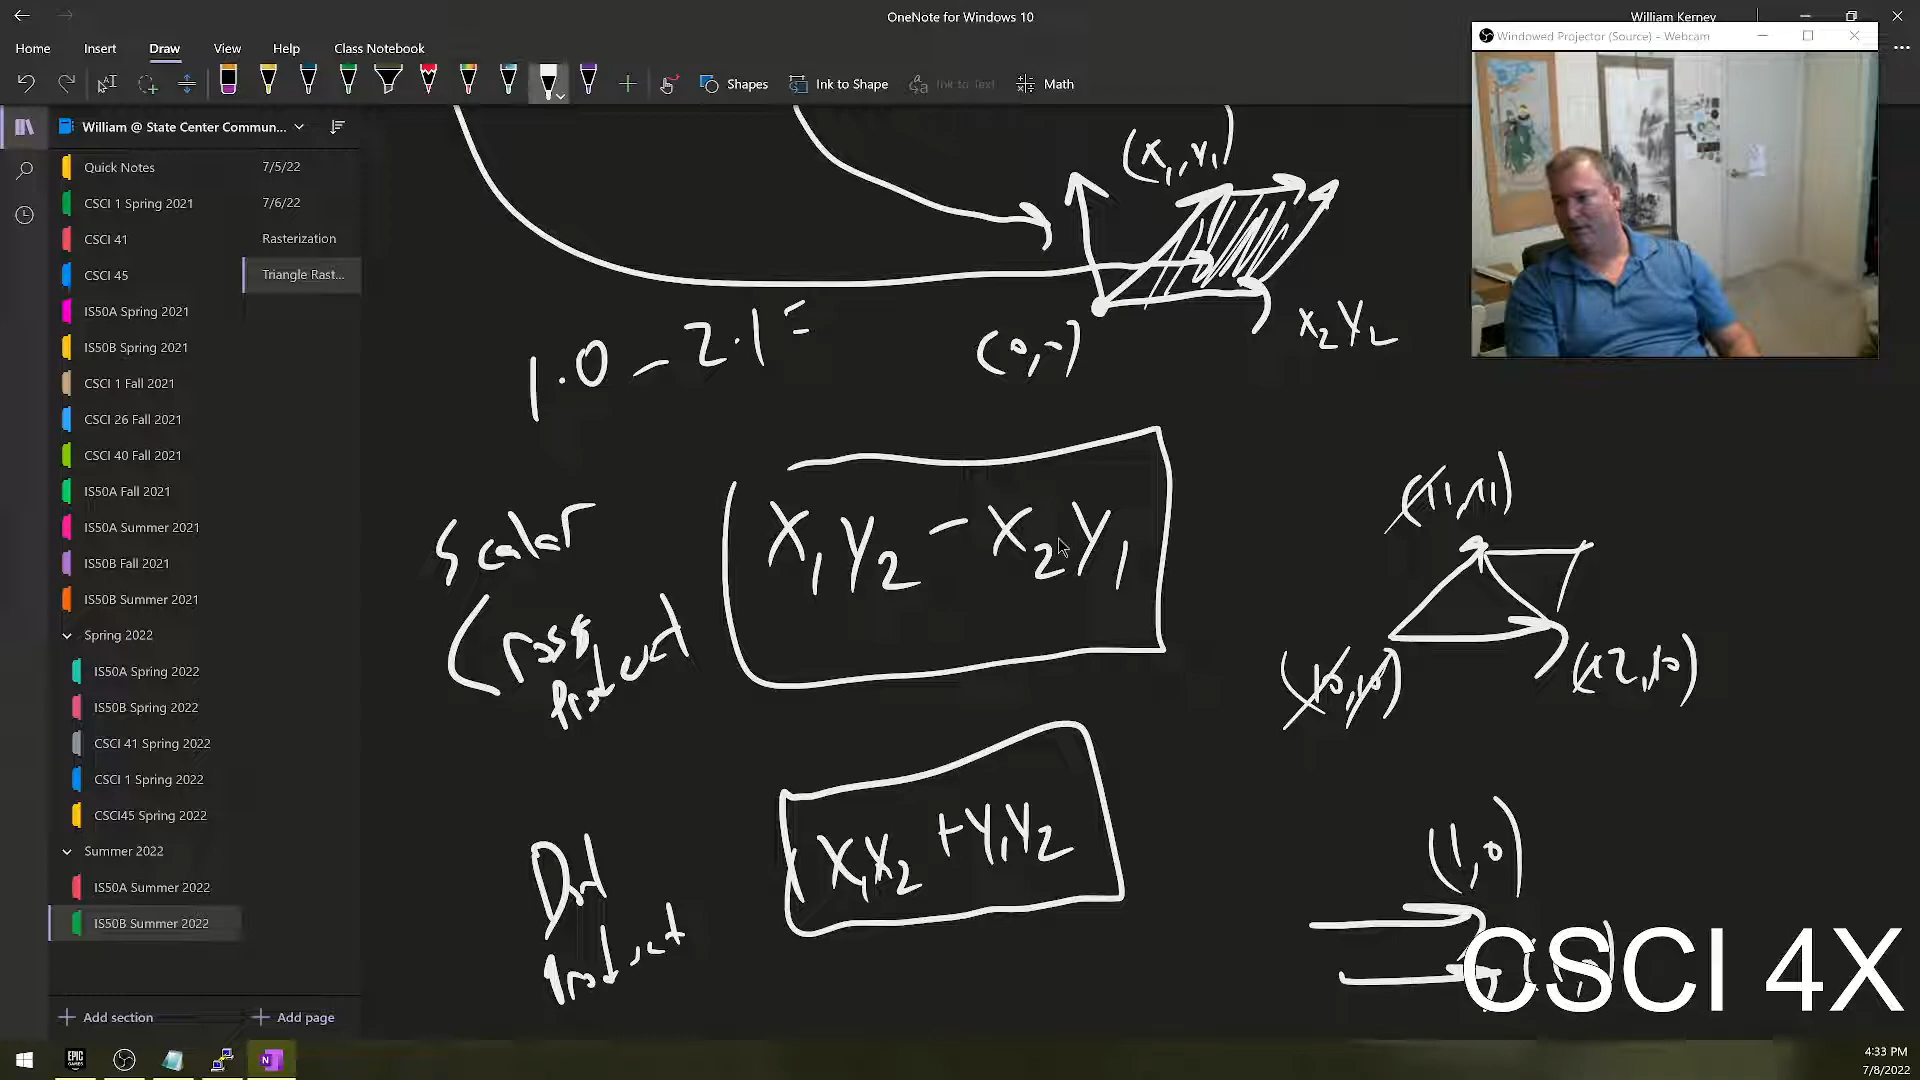 OneNote for Windows 10
William Kerney
Home Insert Draw View Help Class Notebook
Shapes Ink to Shape Ink to Text Math
Windowed Projector (Source) - Webcam
William @ State Center Commun...
Quick Notes
CSCI 1 Spring 2021
CSCI 41
CSCI 45
IS50A Spring 2021
IS50B Spring 2021
CSCI 1 Fall 2021
CSCI 26 Fall 2021
CSCI 40 Fall 2021
IS50A Fall 2021
IS50A Summer 2021
IS50B Fall 2021
IS50B Summer 2021
Spring 2022
IS50A Spring 2022
IS50B Spring 2022
CSCI 41 Spring 2022
CSCI 1 Spring 2022
CSCI45 Spring 2022
Summer 2022
IS50A Summer 2022
IS50B Summer 2022
Add section
7/5/22
7/6/22
Rasterization
Triangle Rast...
Add page
(x₁, y₁)
(0,0)
x₂ y₂
1·0 - 2·1 =
Scalar
Cross
Product
x₁y₂ - x₂y₁
Dot
Product
x₁x₂ + y₁y₂
(1,0)
CSCI 4X
4:33 PM
7/8/2022